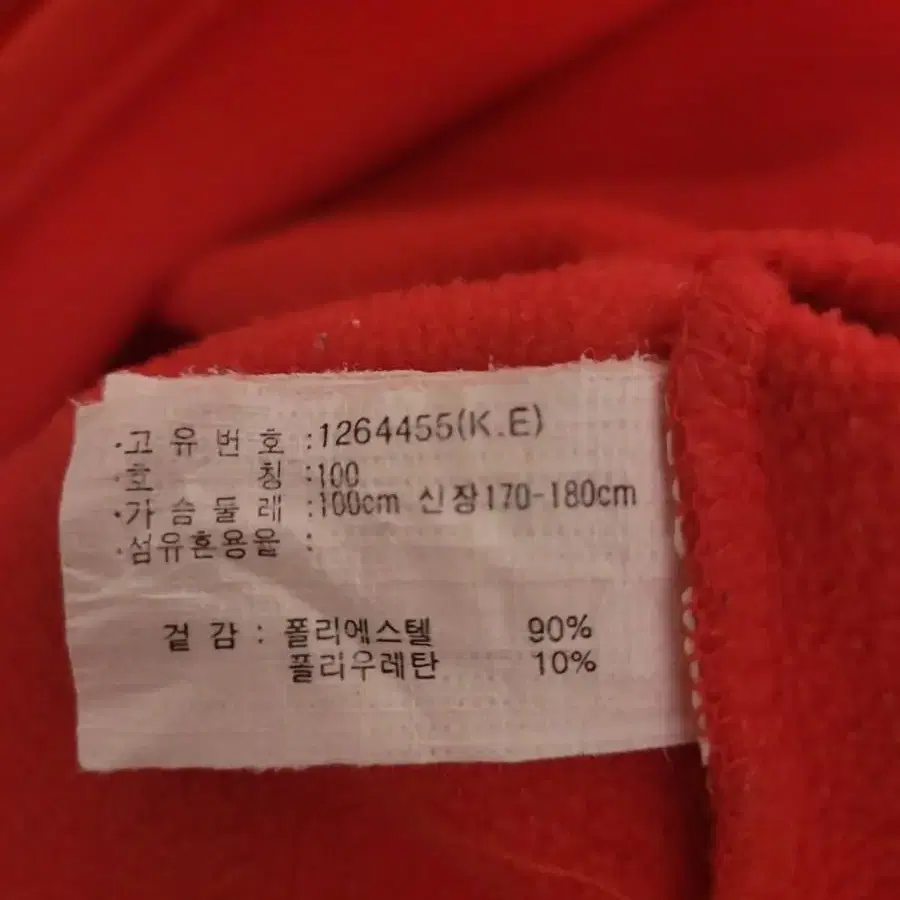 ·고 유 번 호 :1264455(K.E)
·호 칭 :100
·가 슴 둘 레 :100cm 신장170-180cm
·섬유혼용율 :
겉 감 : 폴리에스텔 90%
폴리우레탄 10%